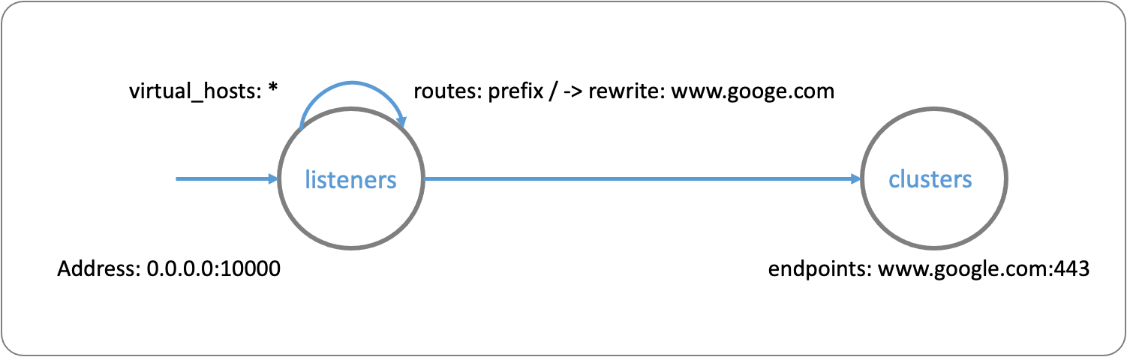 virtual_hosts: *
routes: prefix / -> rewrite: www.googe.com
listeners
clusters
Address: 0.0.0.0:10000
endpoints: www.google.com:443